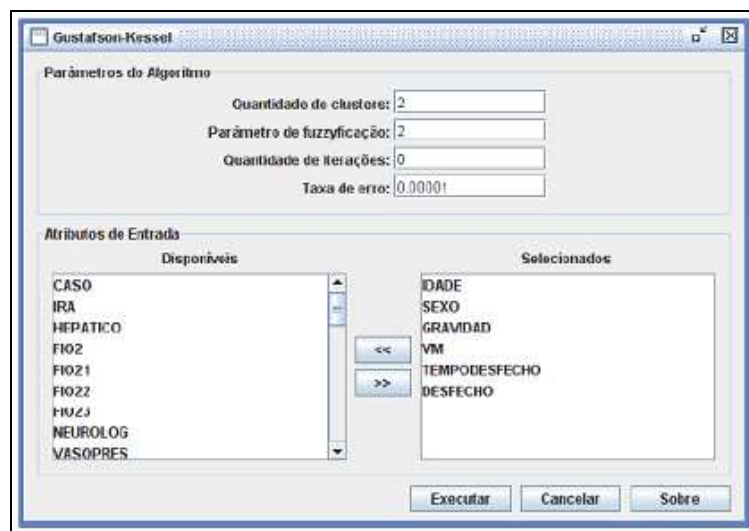 Gustafson-Kessel
Parâmetros do Algoritmo
Quantidade de clusters: 2
Parâmetro de fuzzyficação: 2
Quantidade de iterações: 0
Taxa de erro: 0.00001
Atributos de Entrada
Disponíveis
CASO
IRA
HEPATICO
FIO2
FIO21
FIO22
FIO23
NEUROLOG
VASOPRES
<<
>>
Selecionados
IDADE
SEXO
GRAVIDAD
VM
TEMPODESFECHO
DESFECHO
Executar
Cancelar
Sobre